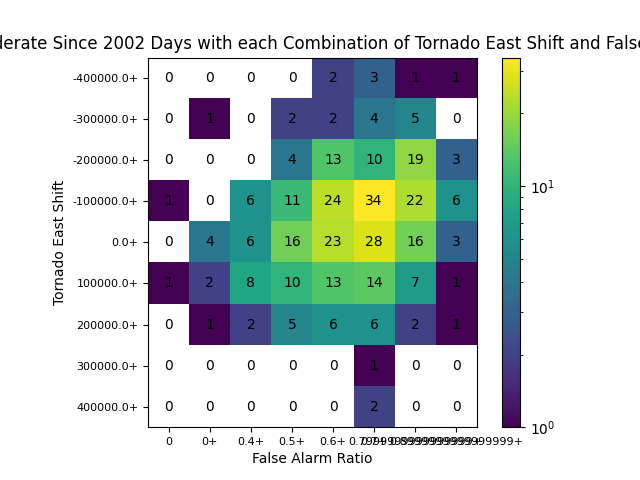 derate Since 2002 Days with each Combination of Tornado East Shift and False
-400000.0+ 0 0 0 0 2 3 1 1
-300000.0+ 0 1 0 2 2 4 5 0
-200000.0+ 0 0 0 4 13 10 19 3
-100000.0+ 1 0 6 11 24 34 22 6
0.0+ 0 4 6 16 23 28 16 3
100000.0+ 1 2 8 10 13 14 7 1
200000.0+ 0 1 2 5 6 6 2 1
300000.0+ 0 0 0 0 0 1 0 0
400000.0+ 0 0 0 0 0 2 0 0
0 0+ 0.4+ 0.5+ 0.6+
False Alarm Ratio
Tornado East Shift
10¹
10⁰